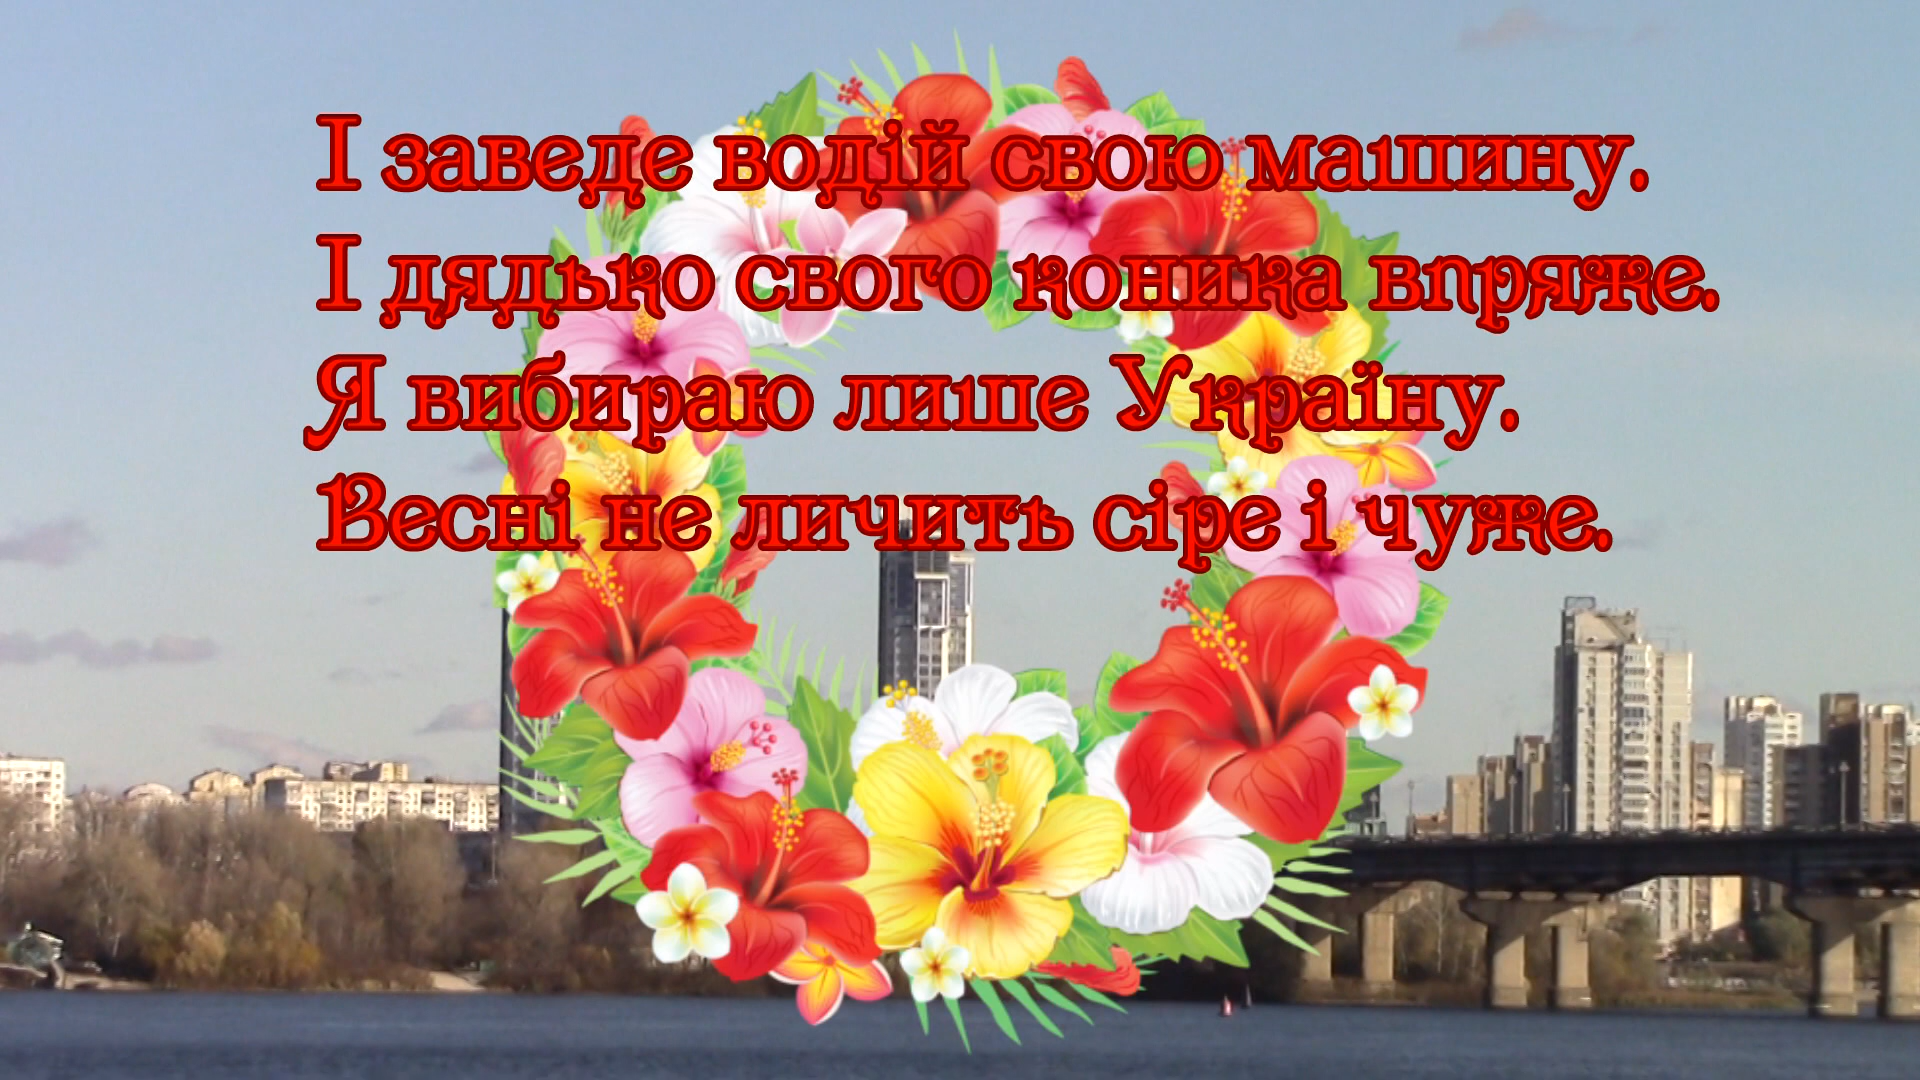 І заведе водій свою машину.
І дядько свого коника впряже.
Я вибираю лише Україну.
Весні не личить сіре і чуже.